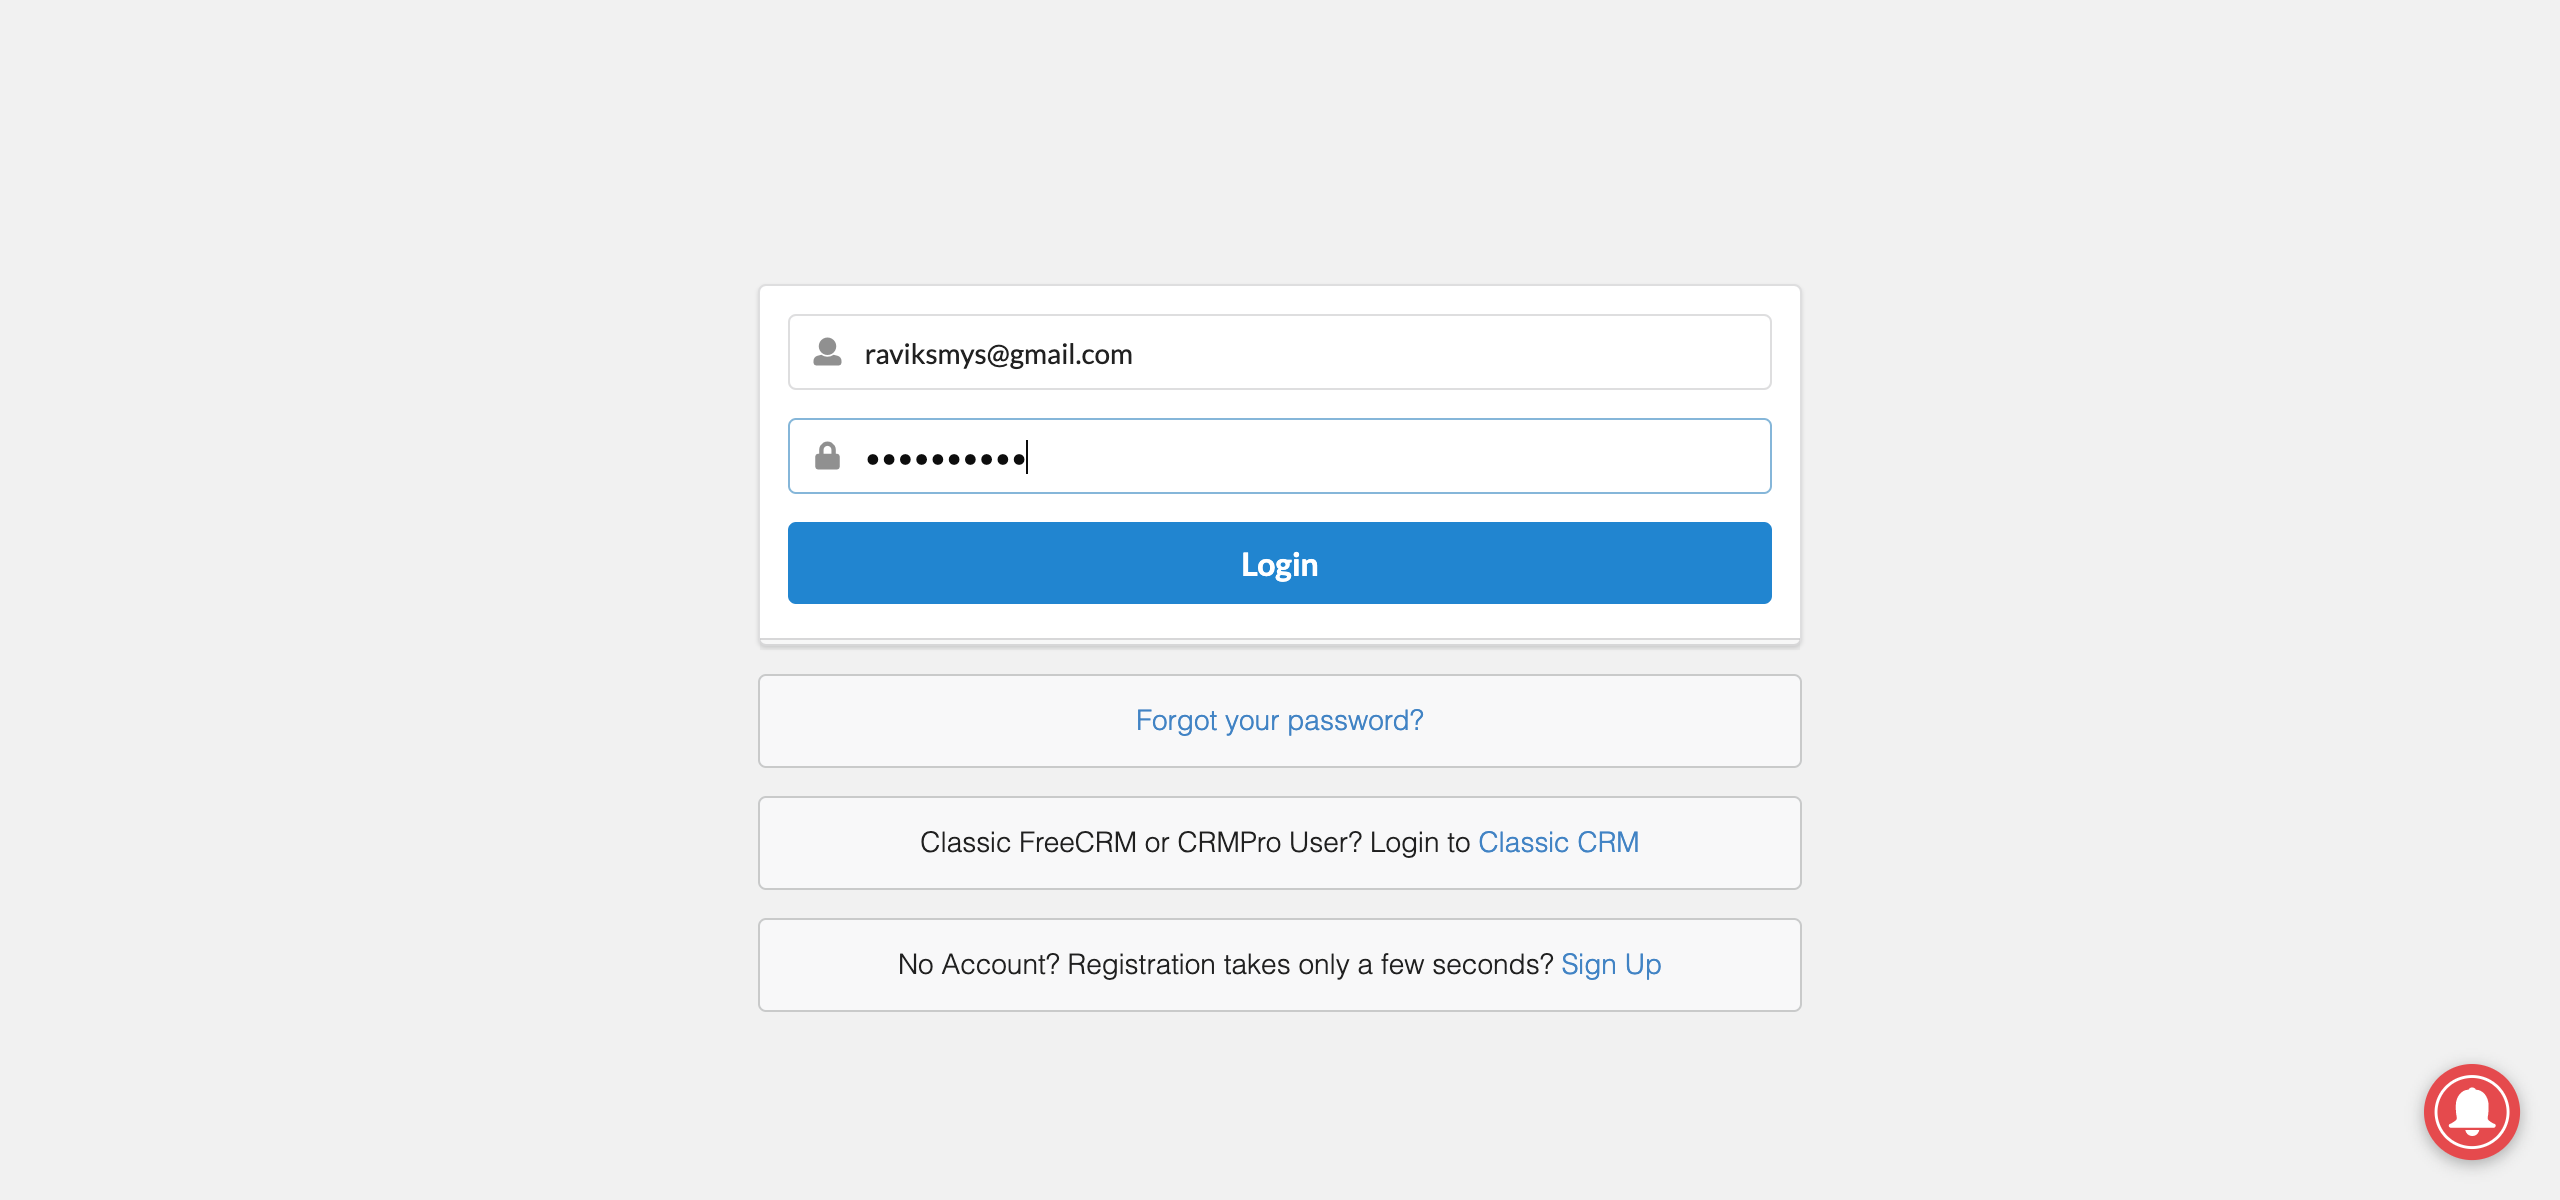 raviksmys@gmail.com
••••••••••
Login
Forgot your password?
Classic FreeCRM or CRMPro User? Login to Classic CRM
No Account? Registration takes only a few seconds? Sign Up